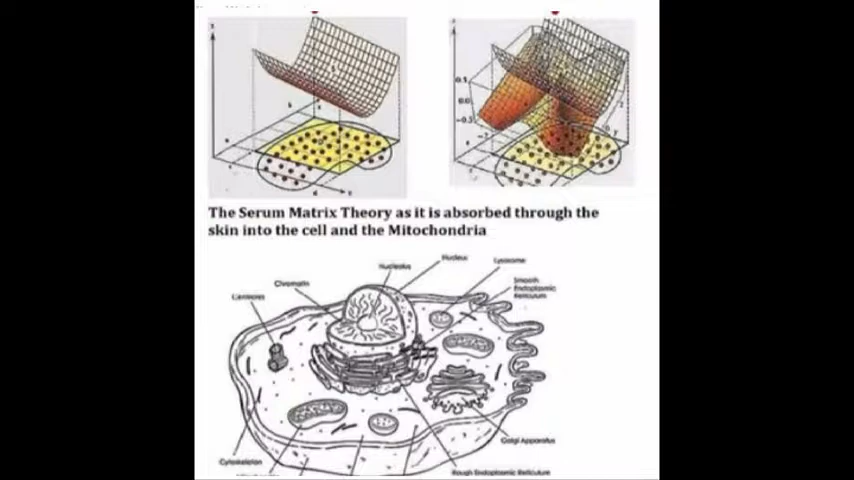 The Serum Matrix Theory as it is absorbed through the
skin into the cell and the Mitochondria
Nucleolus
Nucleus
Lysosome
Chromatin
Smooth
Endoplasmic
Reticulum
Centrioles
Golgi Apparatus
Cytoskeleton
Rough Endoplasmic Reticulum